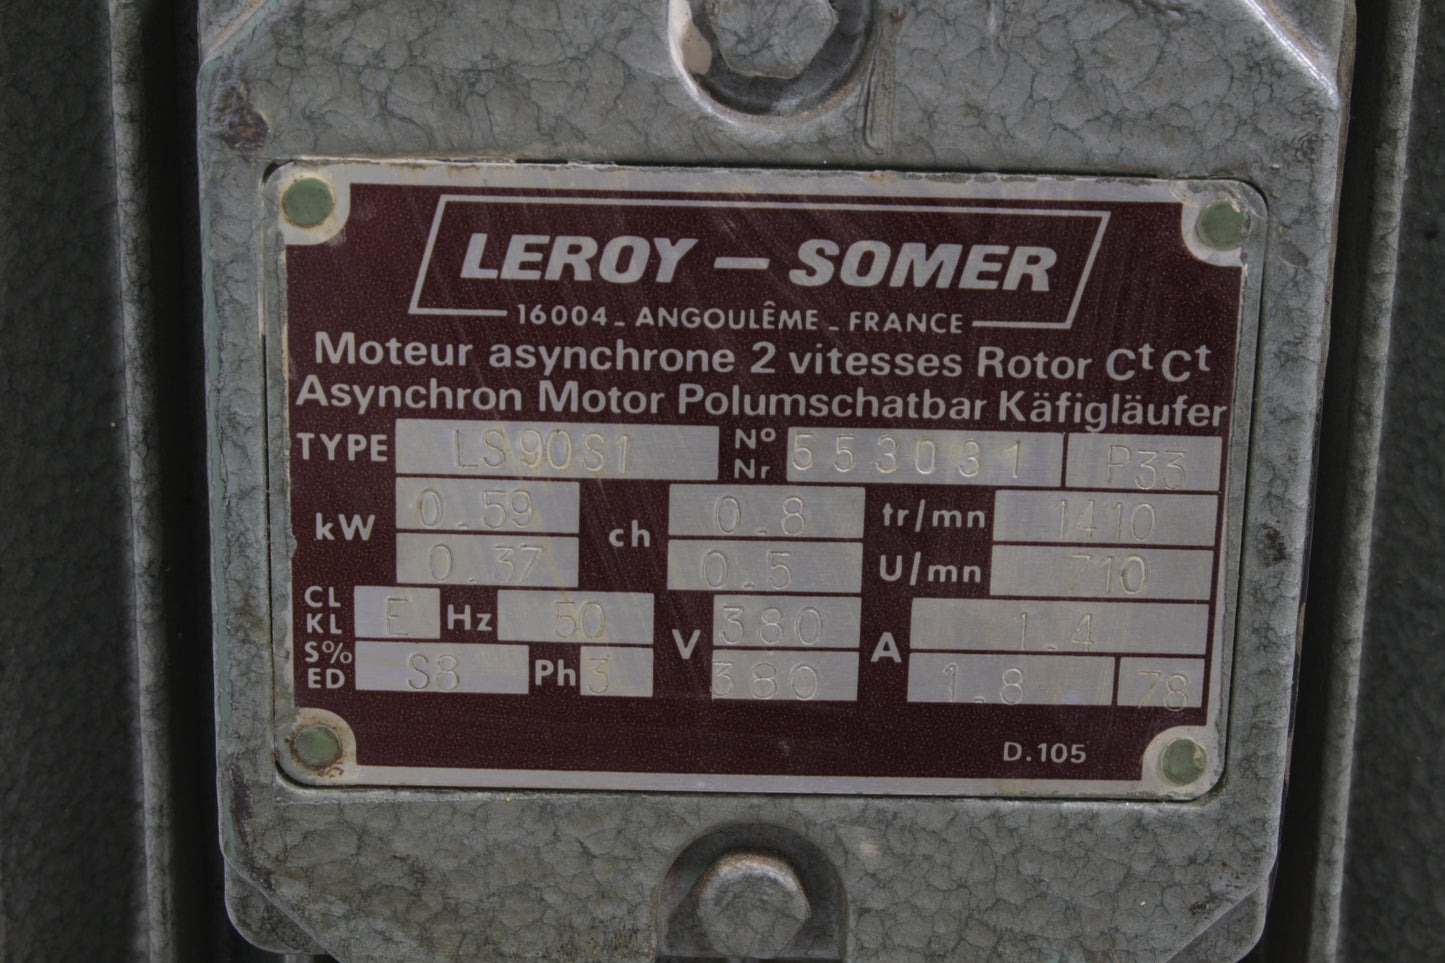 LEROY – SOMER
16004 - ANGOULÊME - FRANCE
Moteur asynchrone 2 vitesses Rotor CᵗCᵗ
Asynchron Motor Polumschatbar Käfigläufer
TYPE LS90S1 Nº Nr 553031 P33
kW 0.59 ch 0.8 tr/mn 1410
0.37 0.5 U/mn 710
CL KL E Hz 50 V 380 A 1.4
S% ED S8 Ph 3 380 1.8 78
D.105